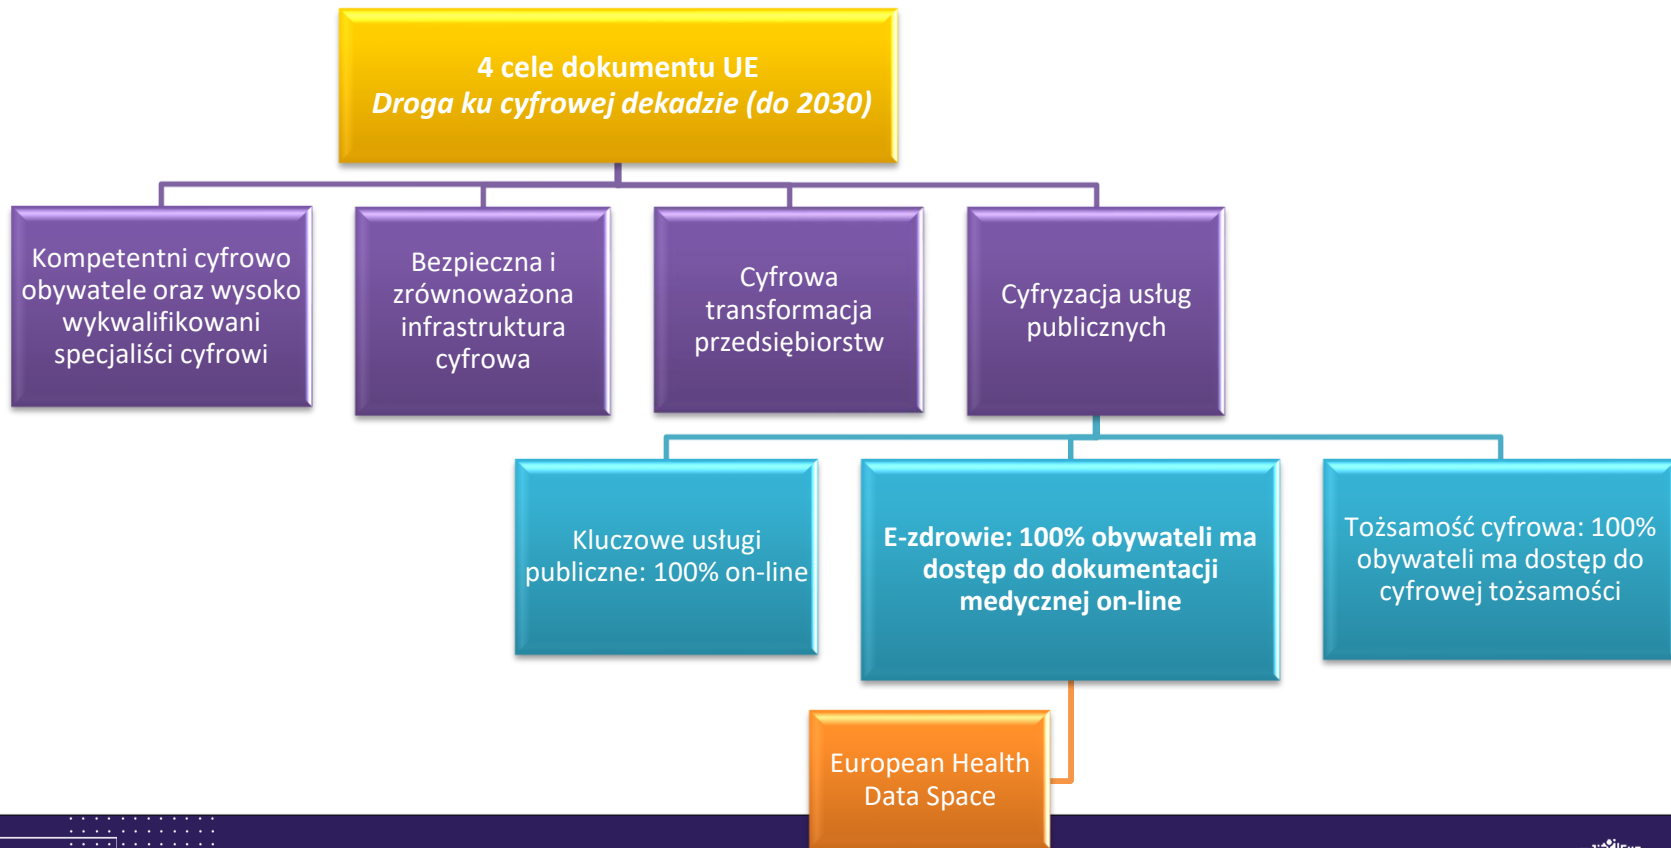 4 cele dokumentu UE
Droga ku cyfrowej dekadzie (do 2030)
Kompetentni cyfrowo
obywatele oraz wysoko
wykwalifikowani
specjaliści cyfrowi
Bezpieczna i
zrównoważona
infrastruktura
cyfrowa
Cyfrowa
transformacja
przedsiębiorstw
Cyfryzacja usług
publicznych
Kluczowe usługi
publiczne: 100% on-line
E-zdrowie: 100% obywateli ma
dostęp do dokumentacji
medycznej on-line
Tożsamość cyfrowa: 100%
obywateli ma dostęp do
cyfrowej tożsamości
European Health
Data Space